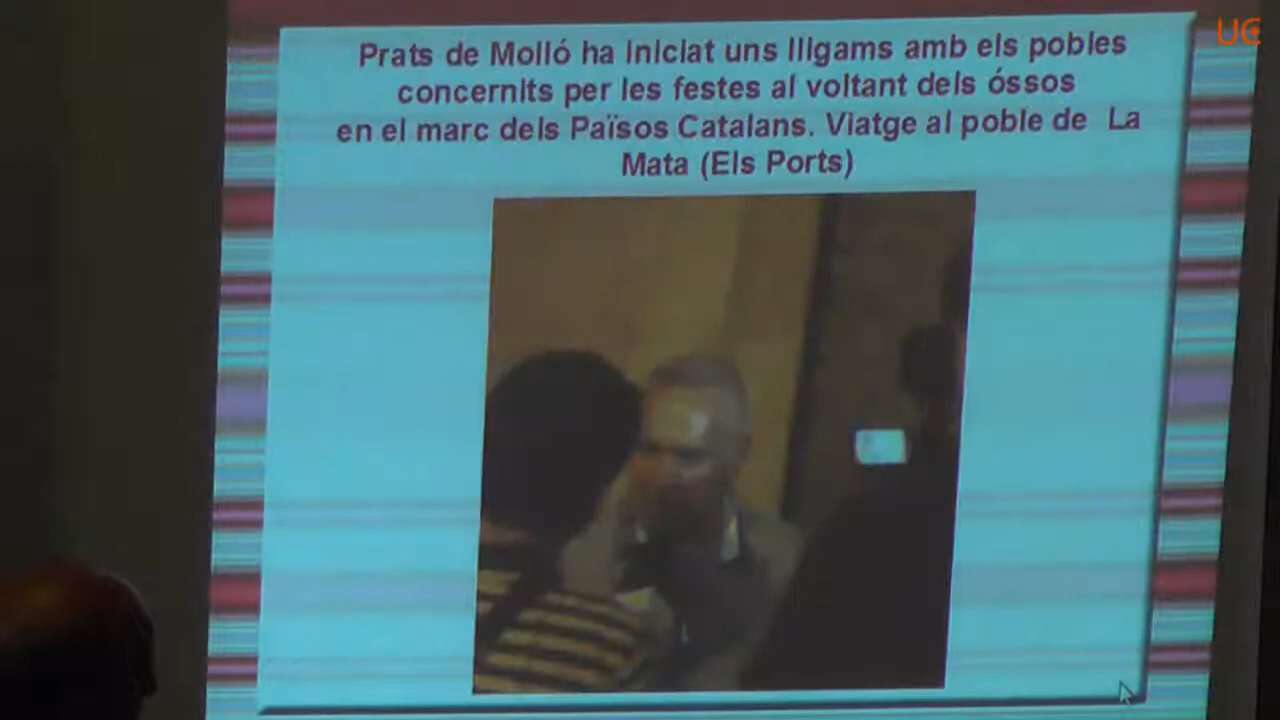 Prats de Molló ha iniciat uns lligams amb els pobles
concernits per les festes al voltant dels óssos
en el marc dels Països Catalans. Viatge al poble de La
Mata (Els Ports)
UC